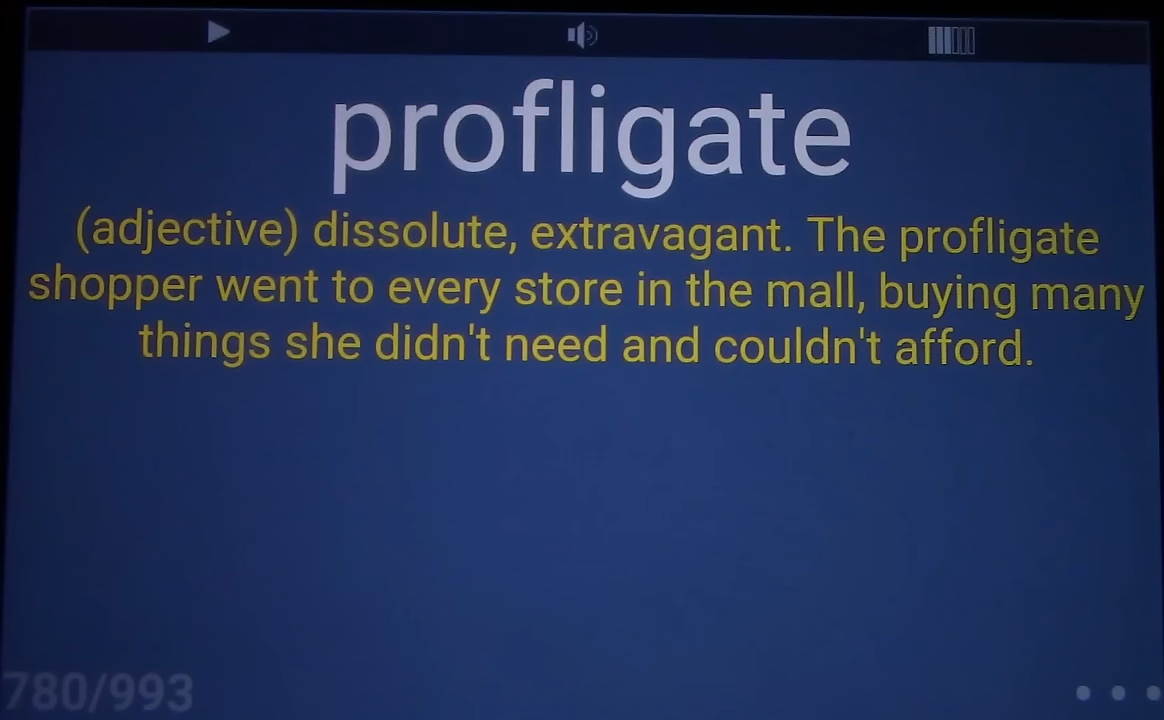 profligate
(adjective) dissolute, extravagant. The profligate
shopper went to every store in the mall, buying many
things she didn't need and couldn't afford.
780/993